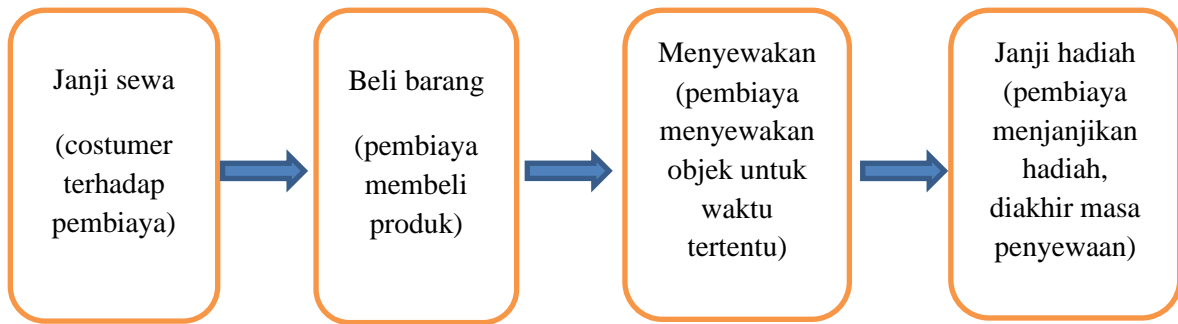 Janji sewa
(costumer
terhadap
pembiaya)
Beli barang
(pembiaya
membeli
produk)
Menyewakan
(pembiaya
menyewakan
objek untuk
waktu
tertentu)
Janji hadiah
(pembiaya
menjanjikan
hadiah,
diakhir masa
penyewaan)